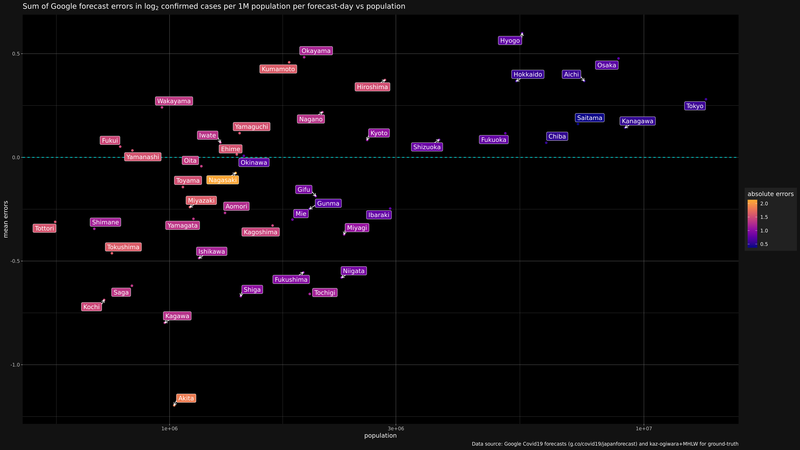 Sum of Google forecast errors in log2 confirmed cases per 1M population per forecast-day vs population
Hyogo
Okayama
Kumamoto
Osaka
Hokkaido
Aichi
Hiroshima
Wakayama
Tokyo
Nagano
Saitama
Kanagawa
Yamaguchi
Iwate
Kyoto
Fukui
Fukuoka
Chiba
Ehime
Shizuoka
Yamanashi
Oita
Okinawa
Toyama
Nagasaki
Gifu
Miyazaki
Aomori
Gunma
Mie
Ibaraki
Shimane
Tottori
Yamagata
Kagoshima
Miyagi
Tokushima
Ishikawa
Niigata
Fukushima
Saga
Shiga
Tochigi
Kochi
Kagawa
Akita
0.5
0.0
-0.5
-1.0
mean errors
1e+06
3e+06
1e+07
population
absolute errors
2.0
1.5
1.0
0.5
Data source: Google Covid19 forecasts (g.co/covid19/japanforecast) and kaz-ogiwara+MHLW for ground-truth